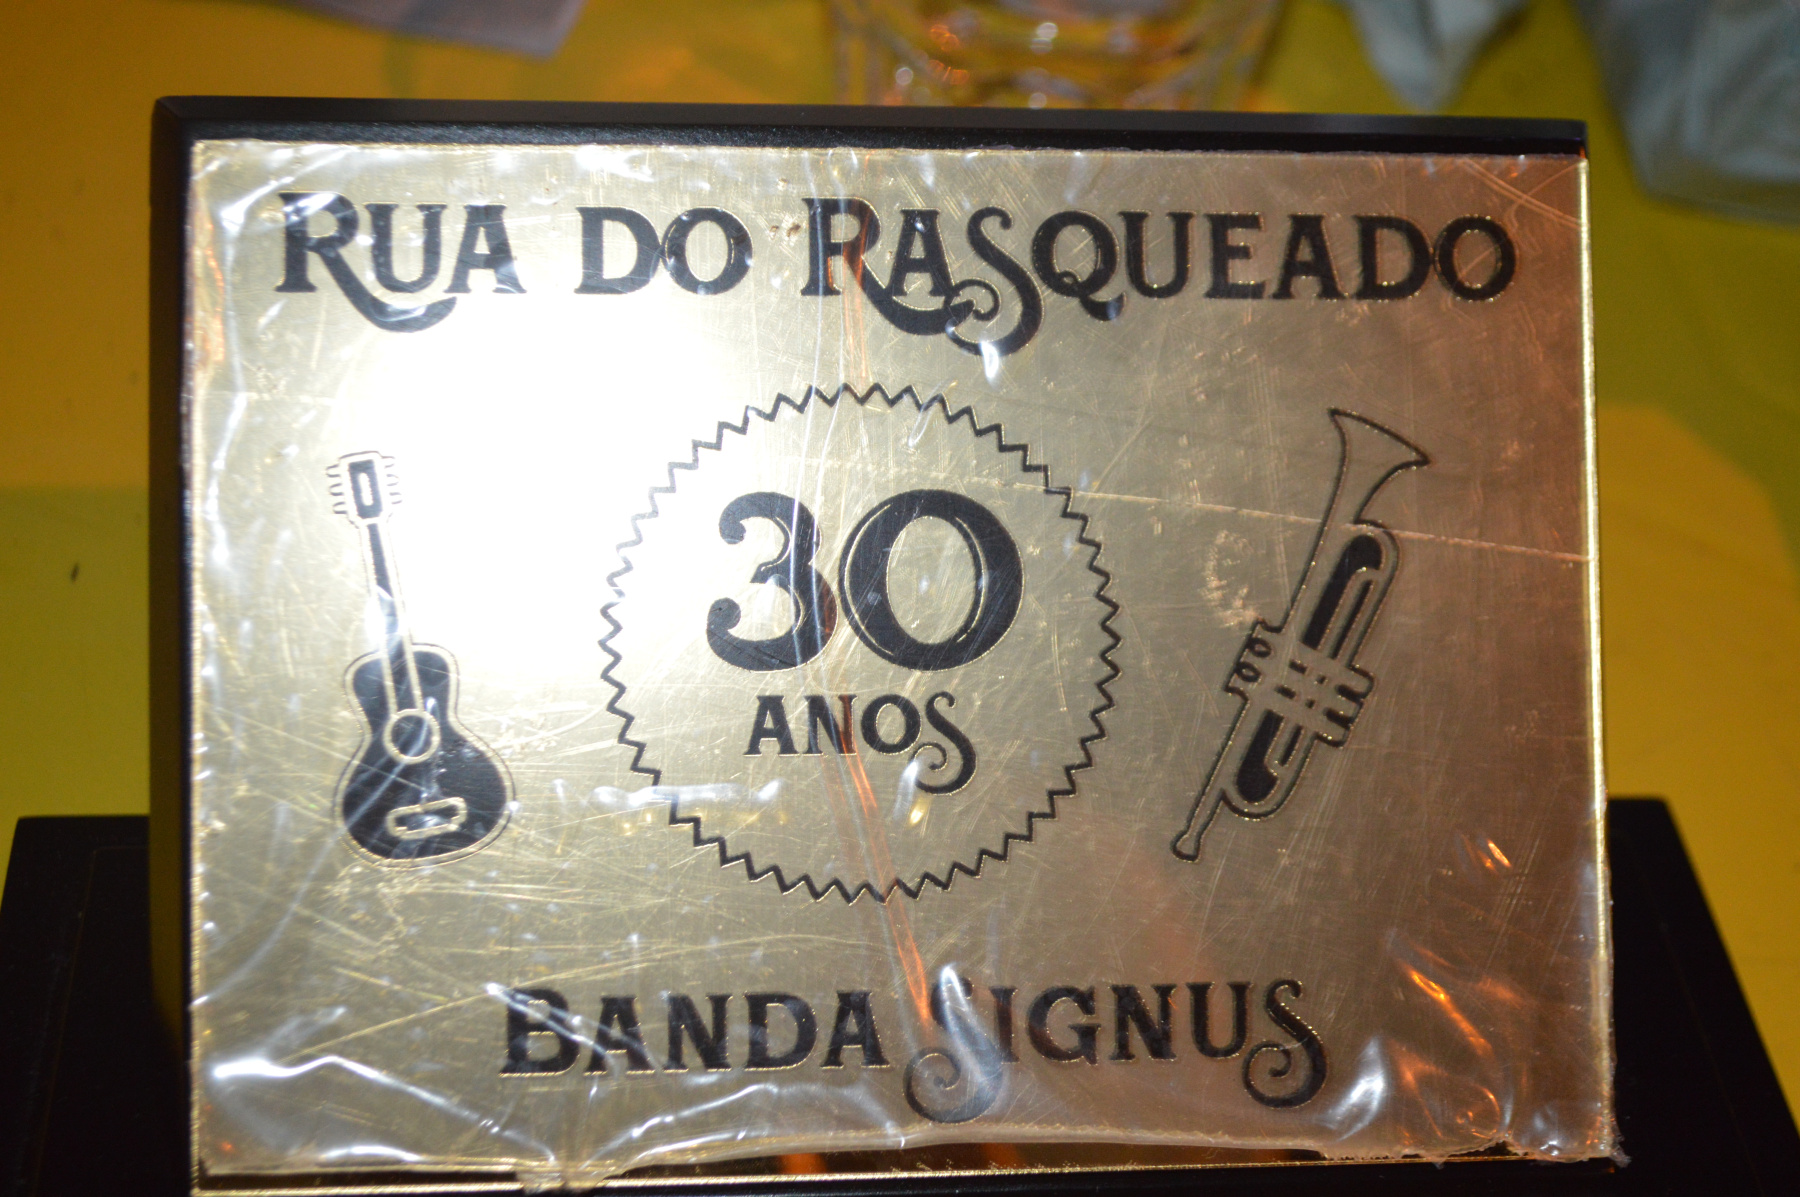 RUA DO RASQUEADO
30
ANOS
BANDA SIGNUS